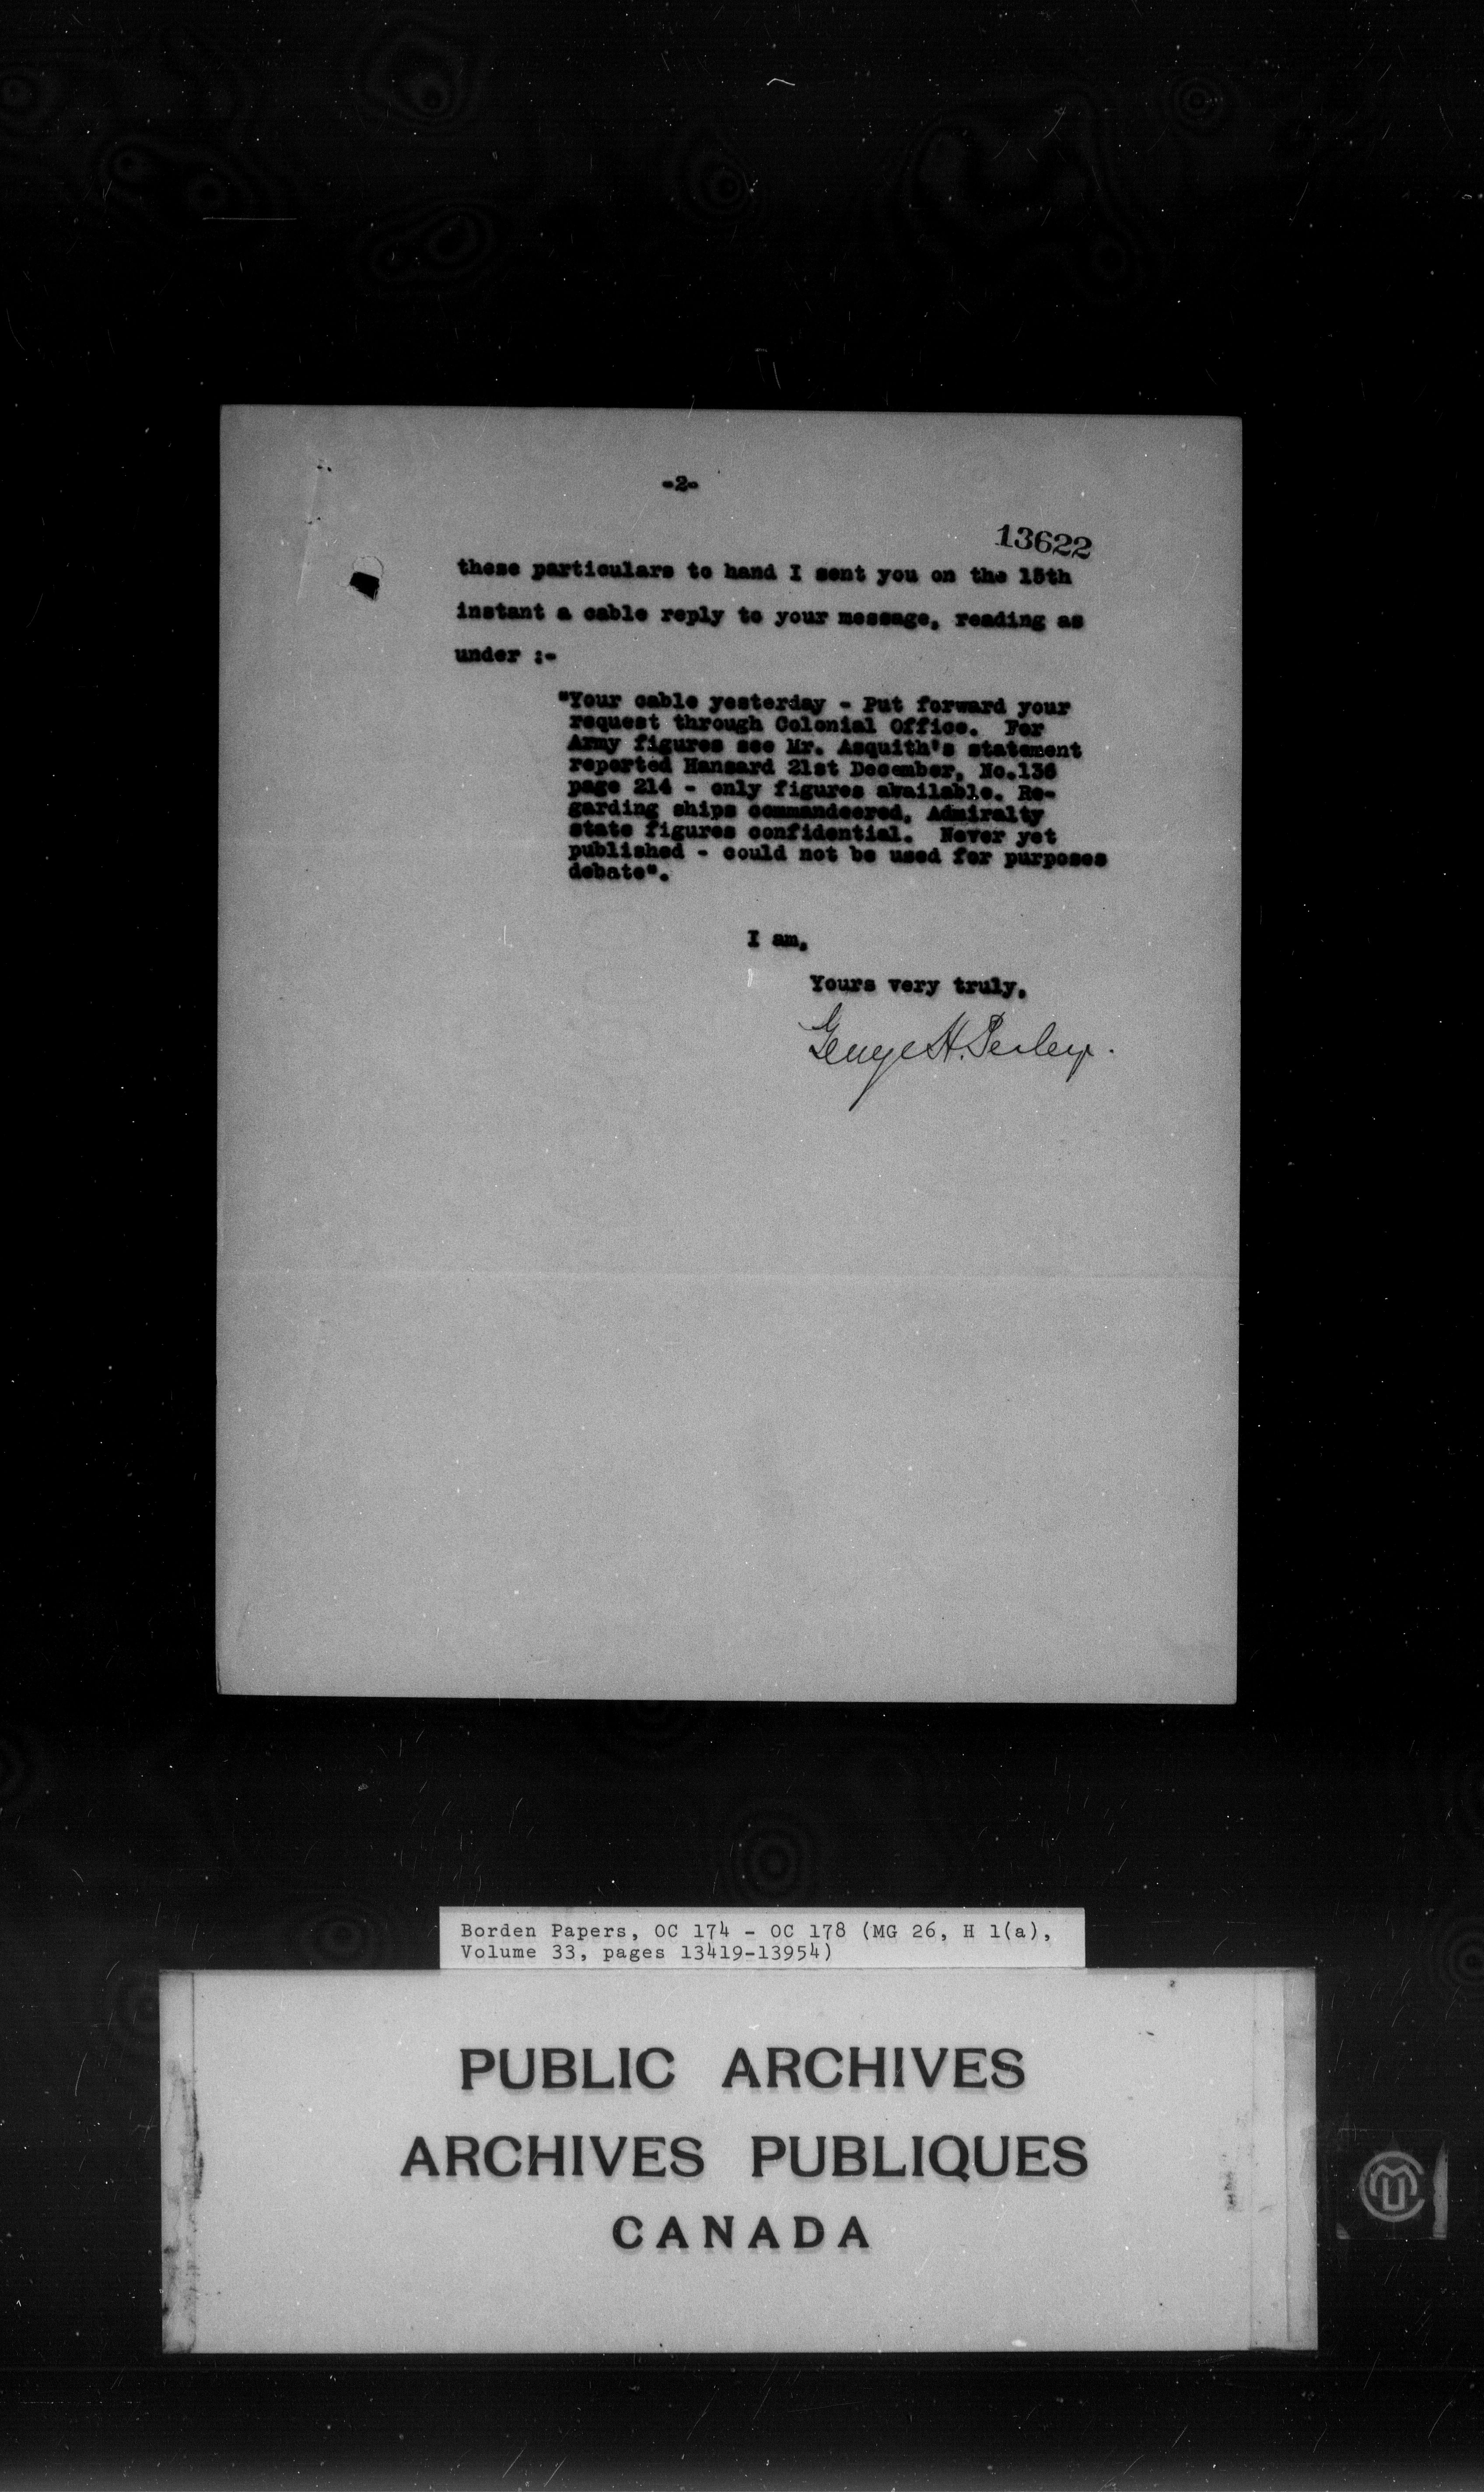 -2-
13622
these particulars to hand I sent you on the 15th
instant a cable reply to your message, reading as
under :-
"Your cable yesterday - Put forward your
request through Colonial Office. For
Army figures see Mr. Asquith's statement
reported Hansard 21st December, No.136
page 214 - only figures available. Re-
garding ships commandeered, Admiralty
state figures confidential. Never yet
published - could not be used for purposes
debate".
I am,
Yours very truly,
George H. Perley.
Borden Papers, OC 174 - OC 178 (MG 26, H 1(a),
Volume 33, pages 13419-13954)
PUBLIC ARCHIVES
ARCHIVES PUBLIQUES
CANADA